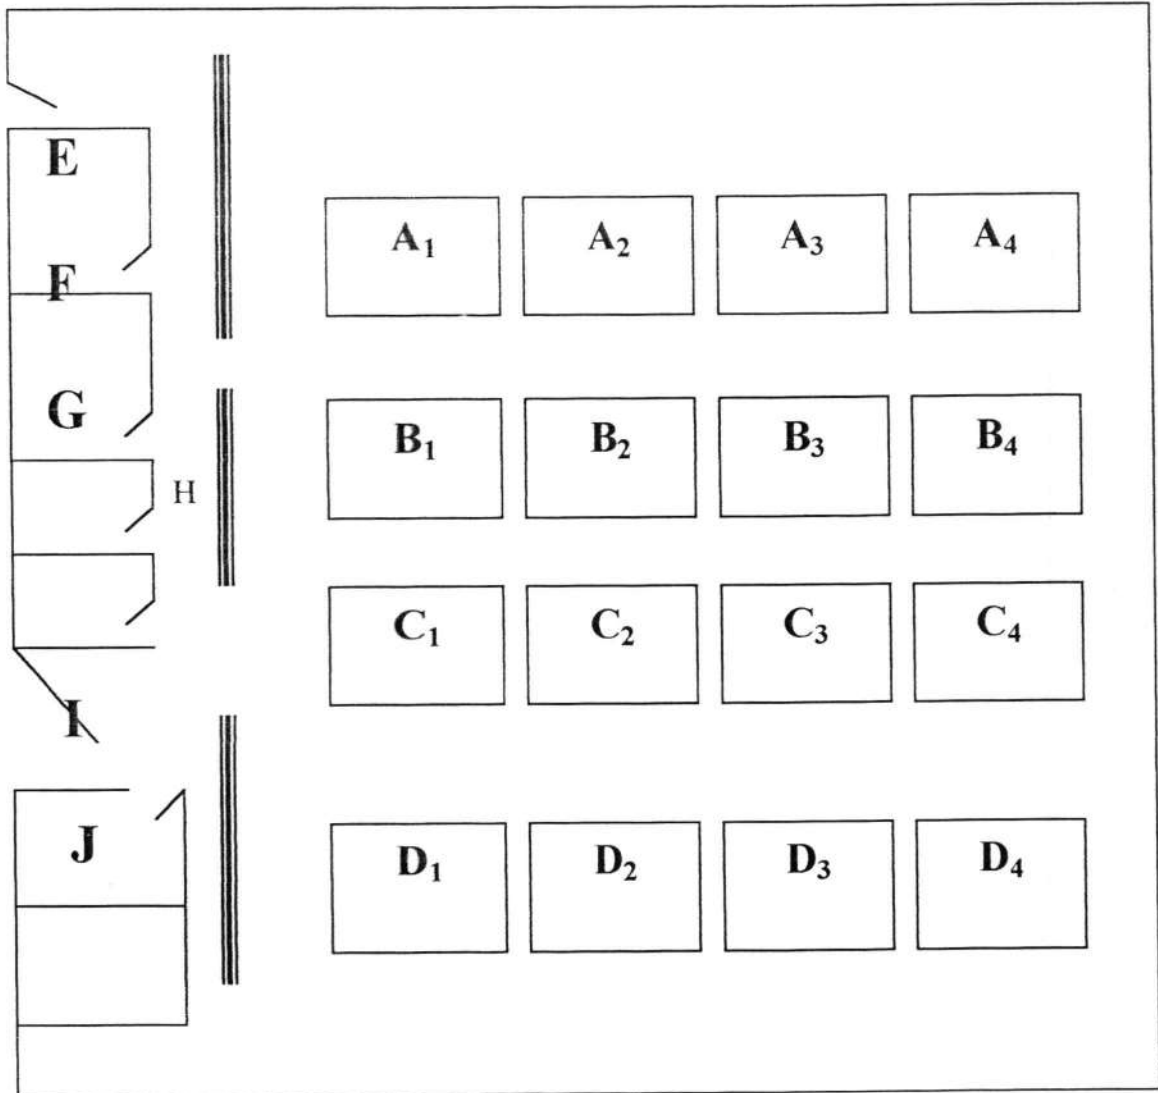 E
A₁ A₂ A₃ A₄
F
G
B₁ B₂ B₃ B₄
H
C₁ C₂ C₃ C₄
I
J
D₁ D₂ D₃ D₄